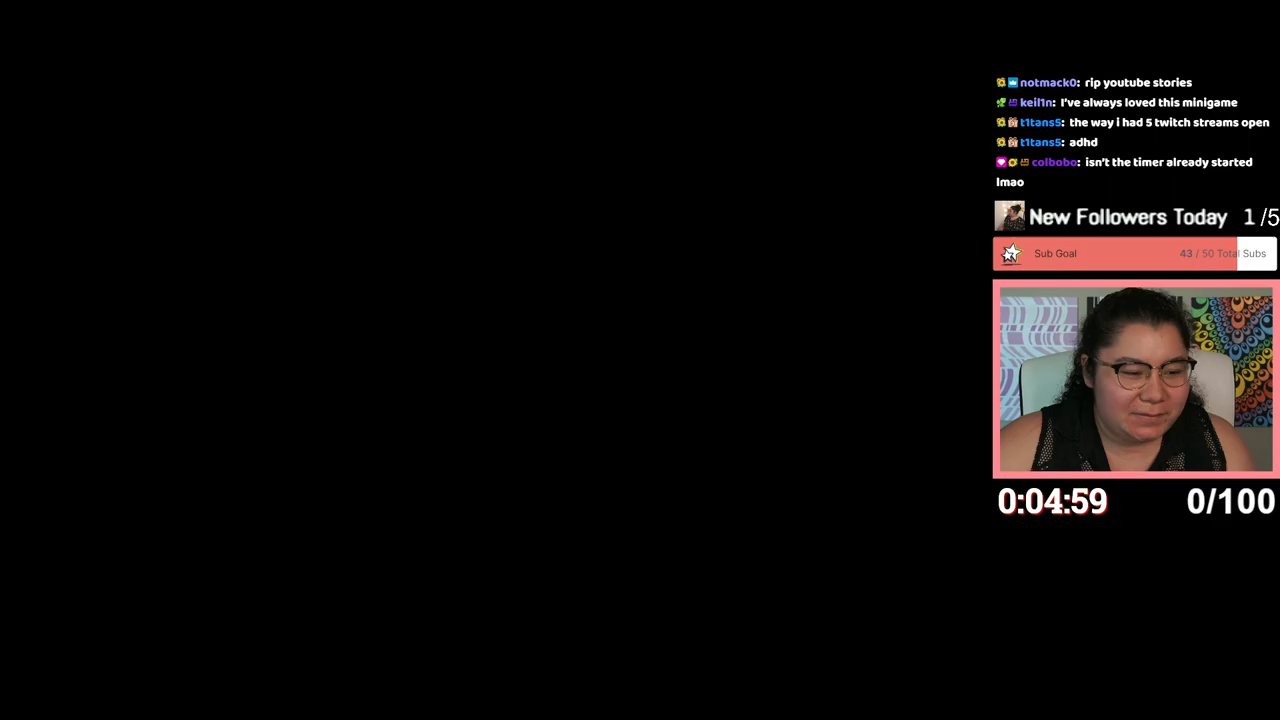 notmack0: rip youtube stories
keil1n: I've always loved this minigame
t1tans5: the way i had 5 twitch streams open
t1tans5: adhd
colbobo: isn't the timer already started
lmao
New Followers Today 1 /5
Sub Goal 43 / 50 Total Subs
0:04:59 0/100